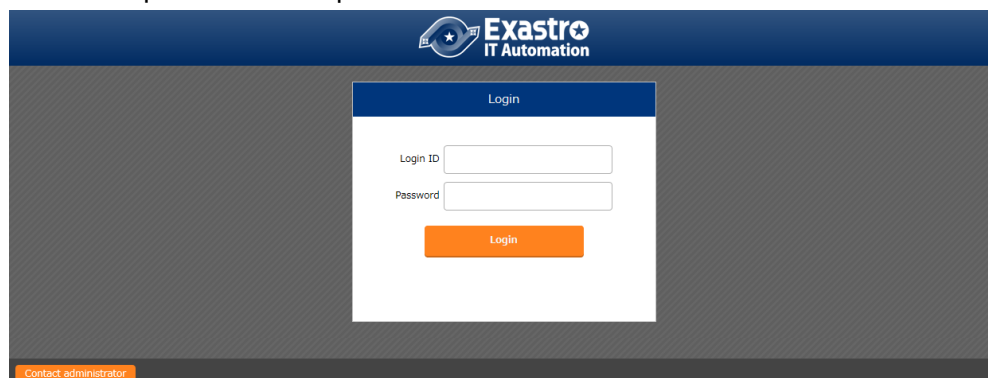 Exastro
IT Automation
Login
Login ID
Password
Login
Contact administrator